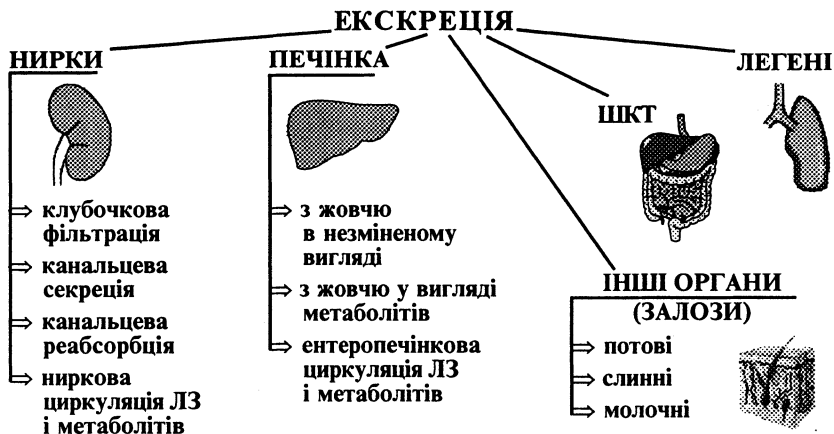 ЕКСКРЕЦІЯ
НИРКИ
клубочкова
фільтрація
канальцева
секреція
канальцева
реабсорбція
ниркова
циркуляція ЛЗ
і метаболітів
ПЕЧІНКА
з жовчю
в незміненому
вигляді
з жовчю у вигляді
метаболітів
ентеропечінкова
циркуляція ЛЗ
і метаболітів
ШКТ
ЛЕГЕНІ
ІНШІ ОРГАНИ
(ЗАЛОЗИ)
потові
слинні
молочні